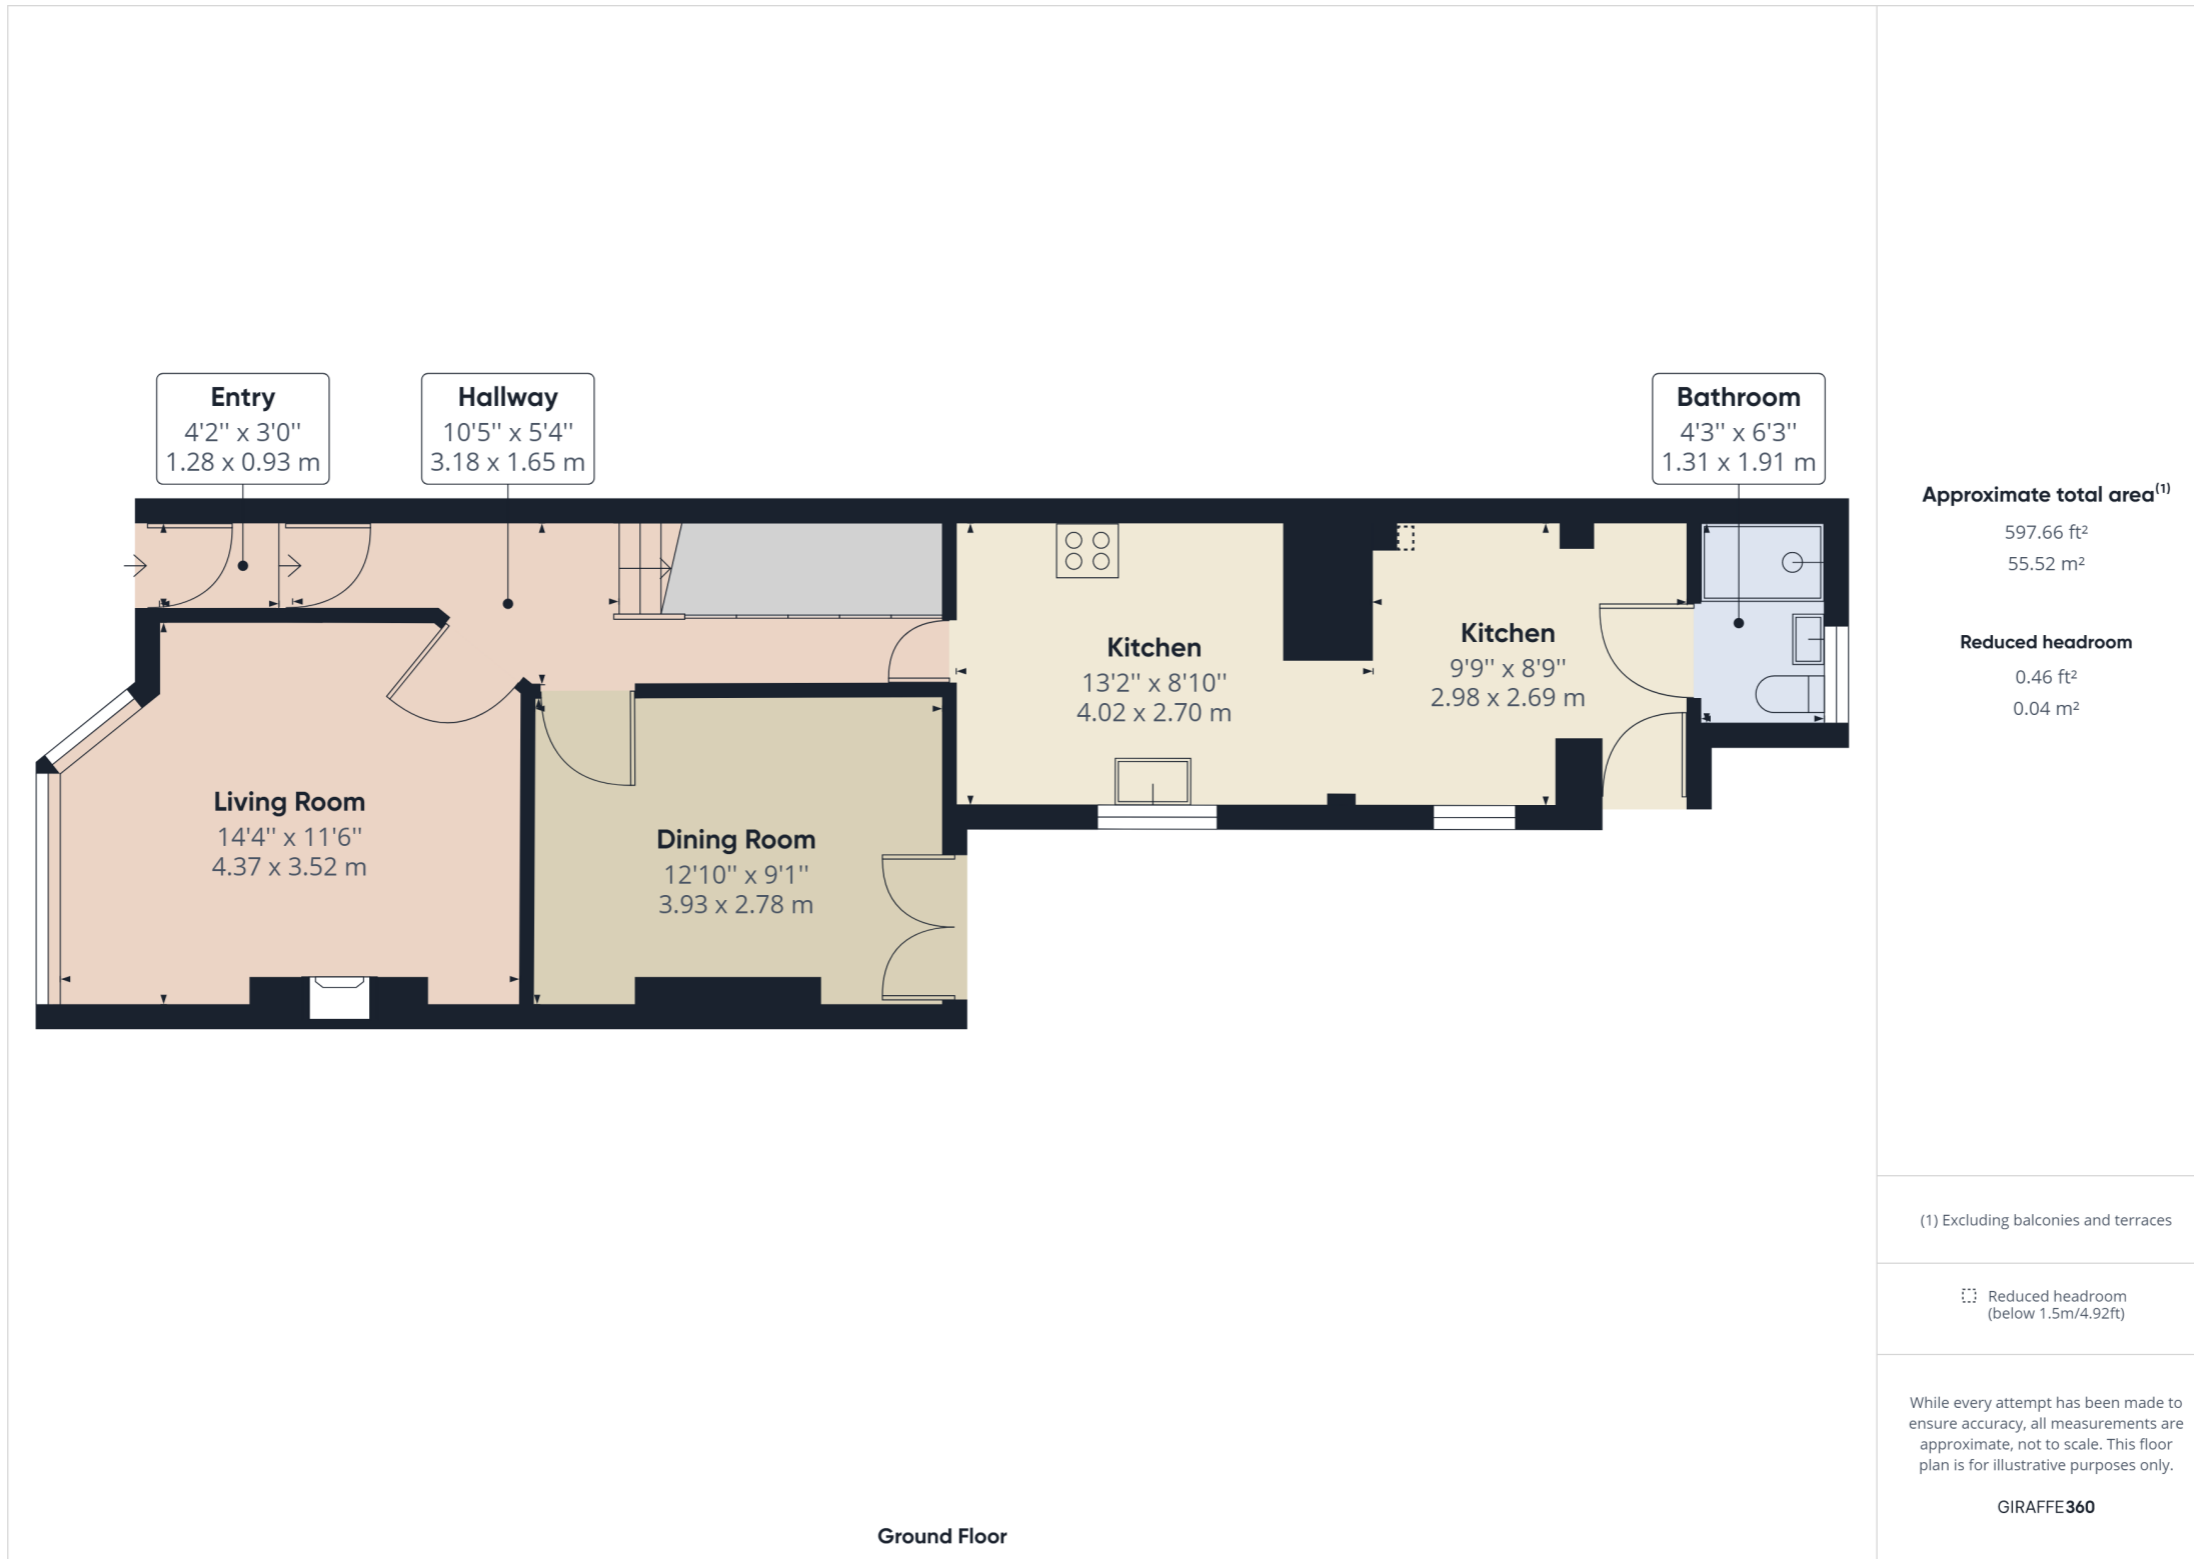 Entry
4'2'' x 3'0''
1.28 x 0.93 m
Hallway
10'5'' x 5'4''
3.18 x 1.65 m
Bathroom
4'3'' x 6'3''
1.31 x 1.91 m
Kitchen
13'2'' x 8'10''
4.02 x 2.70 m
Kitchen
9'9'' x 8'9''
2.98 x 2.69 m
Living Room
14'4'' x 11'6''
4.37 x 3.52 m
Dining Room
12'10'' x 9'1''
3.93 x 2.78 m
Ground Floor
Approximate total area(1)
597.66 ft²
55.52 m²
Reduced headroom
0.46 ft²
0.04 m²
(1) Excluding balconies and terraces
Reduced headroom
(below 1.5m/4.92ft)
While every attempt has been made to
ensure accuracy, all measurements are
approximate, not to scale. This floor
plan is for illustrative purposes only.
GIRAFFE360